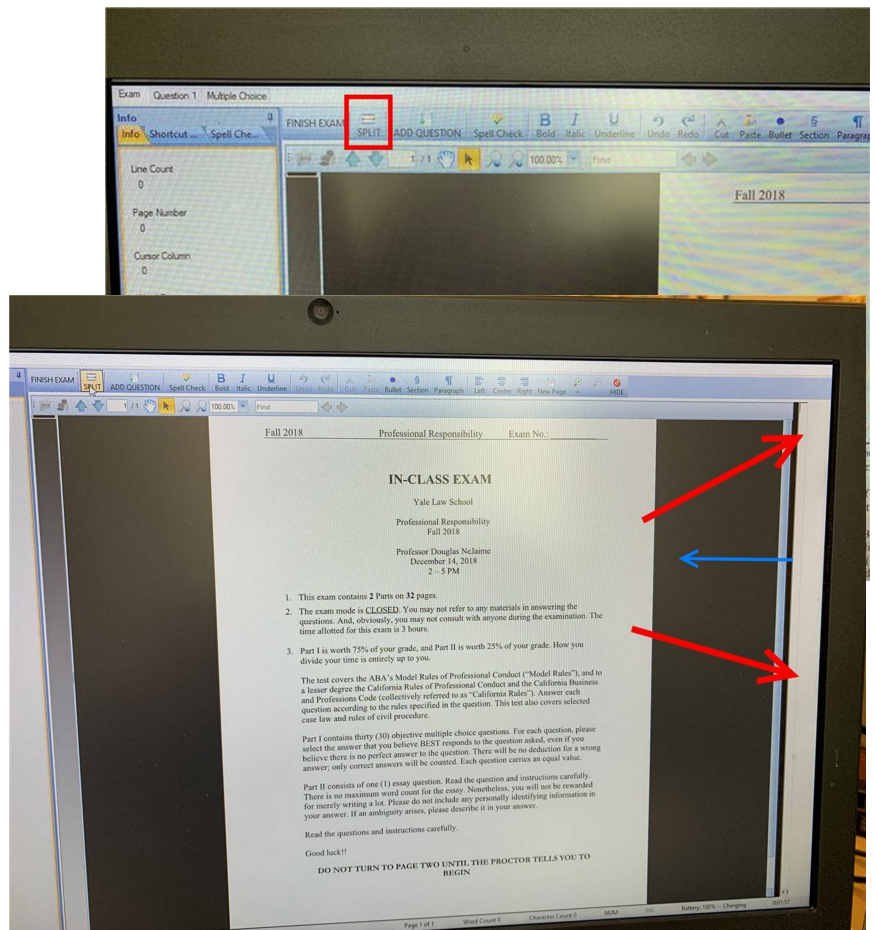 Exam Question 1 Multiple Choice
Info
Info Shortcut ... Spell Che...
FINISH EXAM SPLIT ADD QUESTION Spell Check Bold Italic Underline Undo Redo Cut Paste Bullet Section Paragrap
1 / 1 100.00% Find
Line Count
0
Page Number
0
Cursor Column
0
Fall 2018
FINISH EXAM SPLIT ADD QUESTION Spell Check Bold Italic Underline Undo Redo Cut Paste Bullet Section Paragraph Left Center Right New Page HIDE
1 / 1 100.00% Find
Fall 2018 Professional Responsibility Exam No.:
IN-CLASS EXAM
Yale Law School
Professional Responsibility
Fall 2018
Professor Douglas NeJaime
December 14, 2018
2 – 5 PM
1. This exam contains 2 Parts on 32 pages.
2. The exam mode is CLOSED. You may not refer to any materials in answering the
questions. And, obviously, you may not consult with anyone during the examination. The
time allotted for this exam is 3 hours.
3. Part I is worth 75% of your grade, and Part II is worth 25% of your grade. How you
divide your time is entirely up to you.
The test covers the ABA's Model Rules of Professional Conduct ("Model Rules"), and to
a lesser degree the California Rules of Professional Conduct and the California Business
and Professions Code (collectively referred to as "California Rules"). Answer each
question according to the rules specified in the question. This test also covers selected
case law and rules of civil procedure.
Part I contains thirty (30) objective multiple choice questions. For each question, please
select the answer that you believe BEST responds to the question asked, even if you
believe there is no perfect answer to the question. There will be no deduction for a wrong
answer; only correct answers will be counted. Each question carries an equal value.
Part II consists of one (1) essay question. Read the question and instructions carefully.
There is no maximum word count for the essay. Nonetheless, you will not be rewarded
for merely writing a lot. Please do not include any personally identifying information in
your answer. If an ambiguity arises, please describe it in your answer.
Read the questions and instructions carefully.
Good luck!!
DO NOT TURN TO PAGE TWO UNTIL THE PROCTOR TELLS YOU TO
BEGIN
Page 1 of 1 Word Count 0 Character Count 0 NUM INS Battery: 100% -- Charging 0:01:57